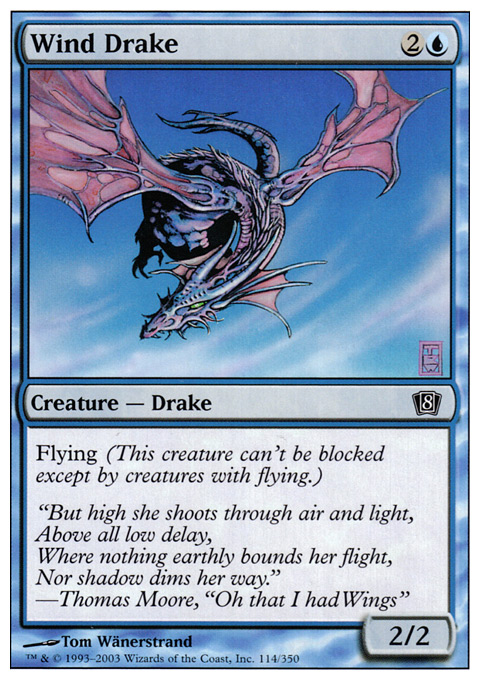 Wind Drake 2
Creature — Drake 8
Flying (This creature can't be blocked
except by creatures with flying.)
“But high she shoots through air and light,
Above all low delay,
Where nothing earthly bounds her flight,
Nor shadow dims her way.”
—Thomas Moore, “Oh that I had Wings”
2/2
Tom Wänerstrand
™ & © 1993–2003 Wizards of the Coast, Inc. 114/350